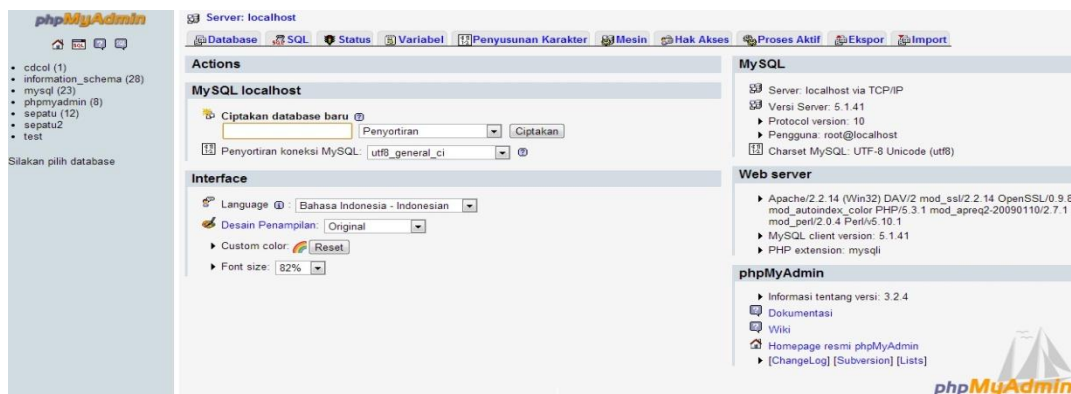 phpMyAdmin
SQL
cdcol (1)
information_schema (28)
mysql (23)
phpmyadmin (8)
sepatu (12)
sepatu2
test
Silakan pilih database
Server: localhost
Database SQL Status Variabel Penyusunan Karakter Mesin Hak Akses Proses Aktif Ekspor Import
Actions
MySQL localhost
Ciptakan database baru
Penyortiran Ciptakan
Penyortiran koneksi MySQL: utf8_general_ci
Interface
Language : Bahasa Indonesia - Indonesian
Desain Penampilan: Original
Custom color: Reset
Font size: 82%
MySQL
Server: localhost via TCP/IP
Versi Server: 5.1.41
Protocol version: 10
Pengguna: root@localhost
Charset MySQL: UTF-8 Unicode (utf8)
Web server
Apache/2.2.14 (Win32) DAV/2 mod_ssl/2.2.14 OpenSSL/0.9.8
mod_autoindex_color PHP/5.3.1 mod_apreq2-20090110/2.7.1
mod_perl/2.0.4 Perl/v5.10.1
MySQL client version: 5.1.41
PHP extension: mysqli
phpMyAdmin
Informasi tentang versi: 3.2.4
Dokumentasi
Wiki
Homepage resmi phpMyAdmin
[ChangeLog] [Subversion] [Lists]
phpMyAdmin